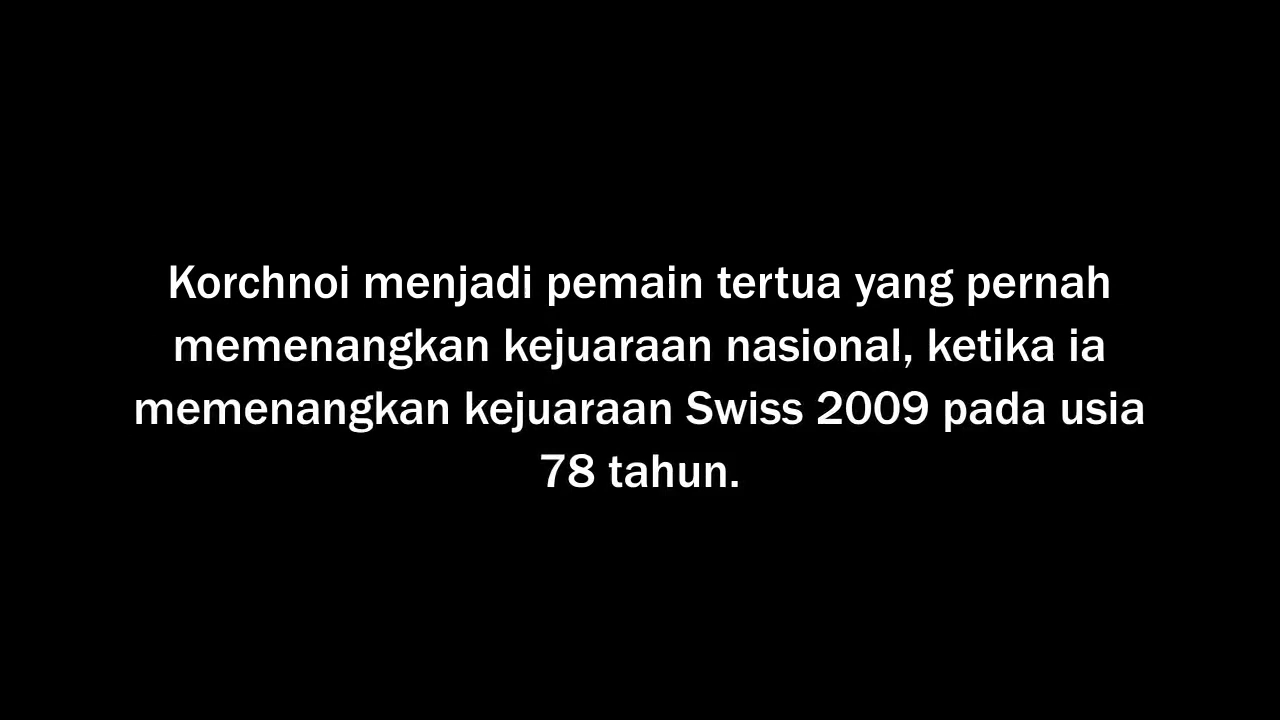 Korchnoi menjadi pemain tertua yang pernah
memenangkan kejuaraan nasional, ketika ia
memenangkan kejuaraan Swiss 2009 pada usia
78 tahun.